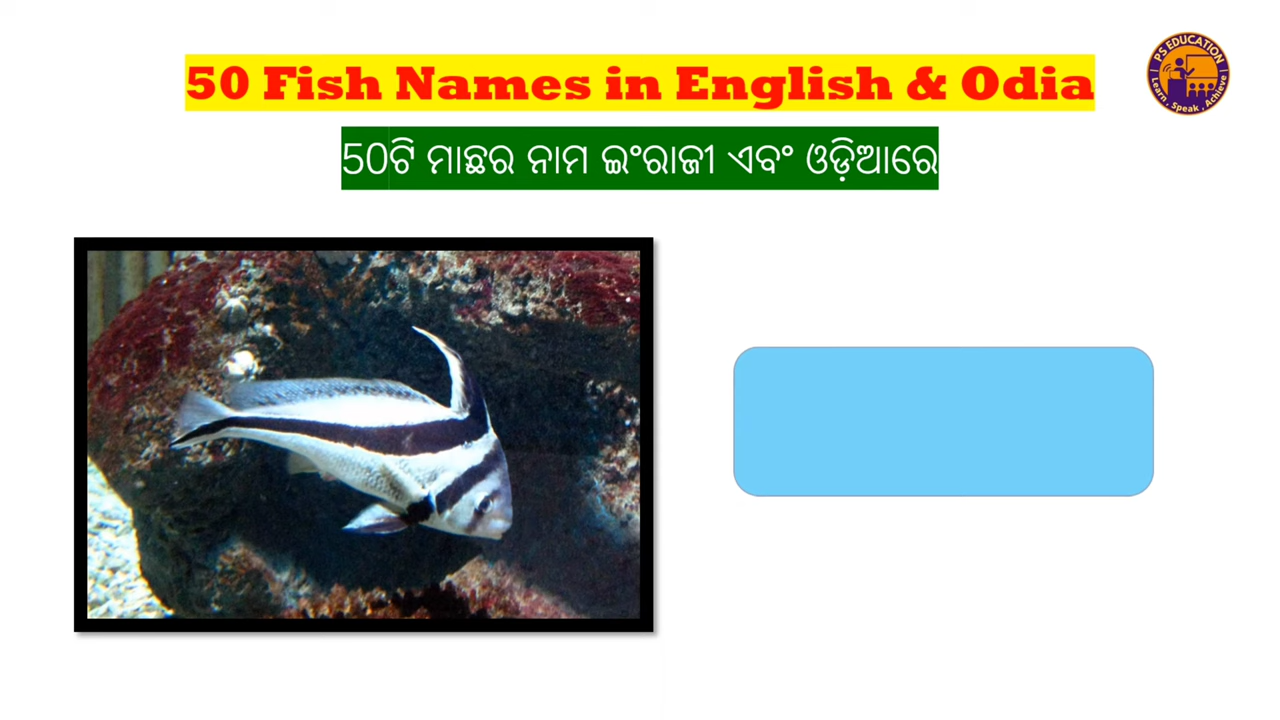 50 Fish Names in English & Odia
50ଟି ମାଛର ନାମ ଇଂରାଜୀ ଏବଂ ଓଡ଼ିଆରେ
PS EDUCATION
Learn , Speak , Achieve